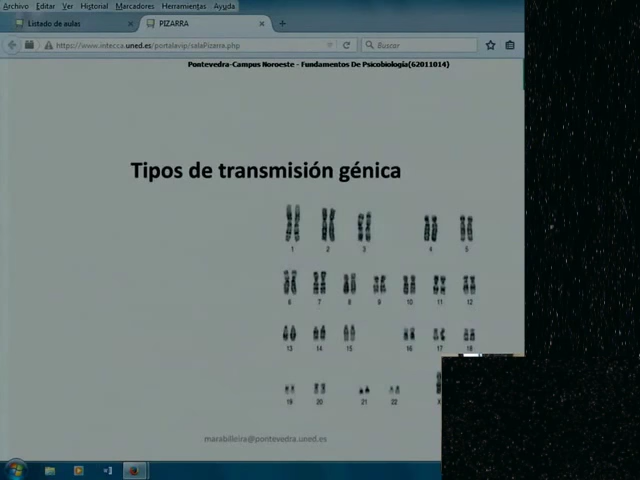 Archivo Editar Ver Historial Marcadores Herramientas Ayuda
Listado de aulas
PIZARRA
https://www.intecca.uned.es/portalavip/salaPizarra.php
Buscar
Pontevedra-Campus Noroeste - Fundamentos De Psicobiología(62011014)
Tipos de transmisión génica
1 2 3 4 5
6 7 8 9 10 11 12
13 14 15 16 17 18
19 20 21 22 X
marabilleira@pontevedra.uned.es